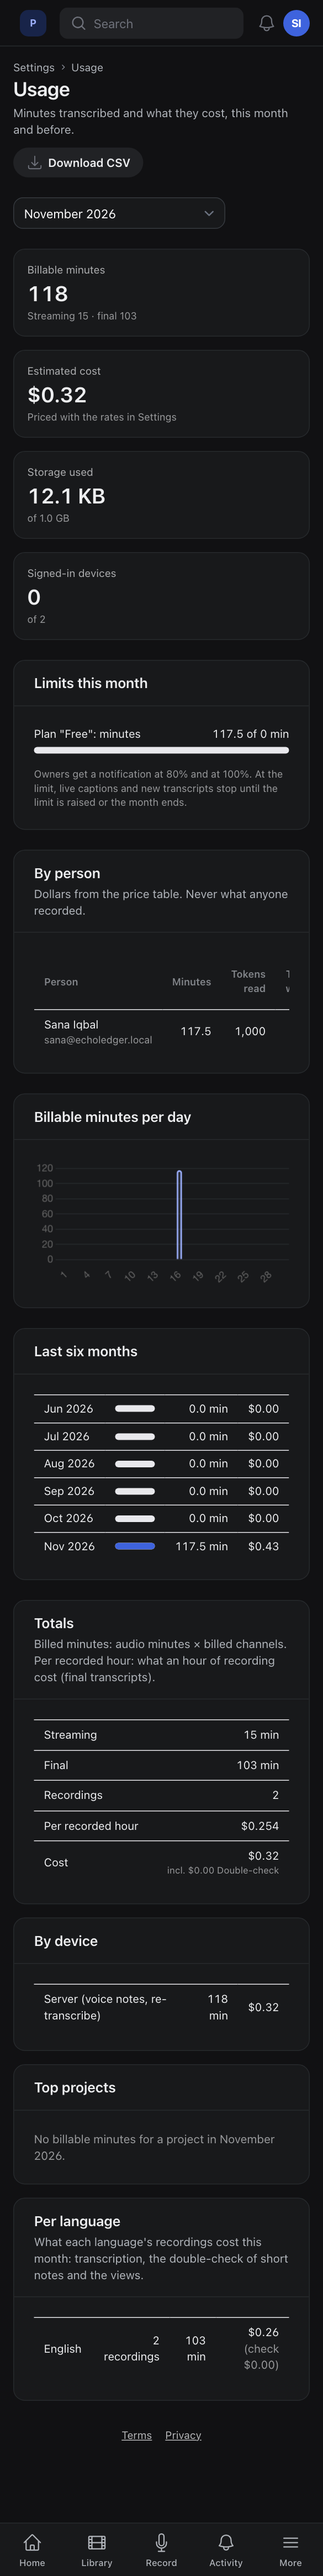 P
Search
SI
Settings > Usage
Usage
Minutes transcribed and what they cost, this month
and before.
Download CSV
November 2026
Billable minutes
118
Streaming 15 · final 103
Estimated cost
$0.32
Priced with the rates in Settings
Storage used
12.1 KB
of 1.0 GB
Signed-in devices
0
of 2
Limits this month
Plan "Free": minutes 117.5 of 0 min
Owners get a notification at 80% and at 100%. At the
limit, live captions and new transcripts stop until the
limit is raised or the month ends.
By person
Dollars from the price table. Never what anyone
recorded.
Person Minutes Tokens
read
Sana Iqbal
sana@echoledger.local
117.5 1,000
Billable minutes per day
120
100
80
60
40
20
0
1 4 7 10 13 16 19 22 25 28
Last six months
Jun 2026 0.0 min $0.00
Jul 2026 0.0 min $0.00
Aug 2026 0.0 min $0.00
Sep 2026 0.0 min $0.00
Oct 2026 0.0 min $0.00
Nov 2026 117.5 min $0.43
Totals
Billed minutes: audio minutes × billed channels.
Per recorded hour: what an hour of recording
cost (final transcripts).
Streaming 15 min
Final 103 min
Recordings 2
Per recorded hour $0.254
Cost $0.32
incl. $0.00 Double-check
By device
Server (voice notes, re-
transcribe)
118
min
$0.32
Top projects
No billable minutes for a project in November
2026.
Per language
What each language's recordings cost this
month: transcription, the double-check of short
notes and the views.
English
2
recordings
103
min
$0.26
(check
$0.00)
Terms Privacy
Home Library Record Activity More